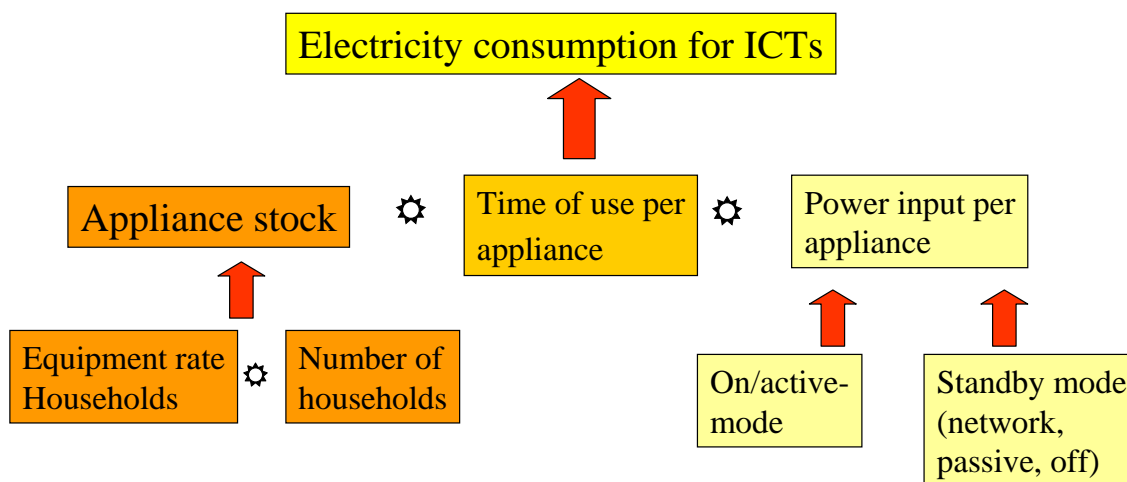 Electricity consumption for ICTs
Appliance stock
Time of use per
appliance
Power input per
appliance
Equipment rate
Households
Number of
households
On/active-
mode
Standby mode
(network,
passive, off)